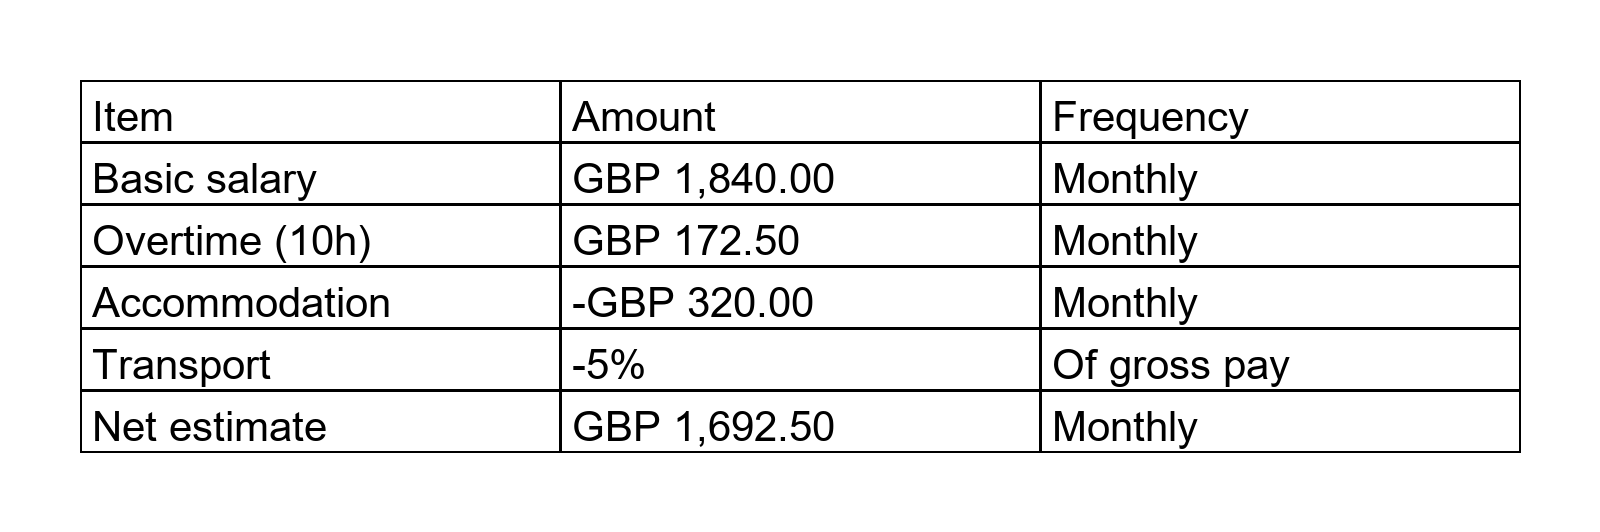 Item Amount Frequency
Basic salary GBP 1,840.00 Monthly
Overtime (10h) GBP 172.50 Monthly
Accommodation -GBP 320.00 Monthly
Transport -5% Of gross pay
Net estimate GBP 1,692.50 Monthly